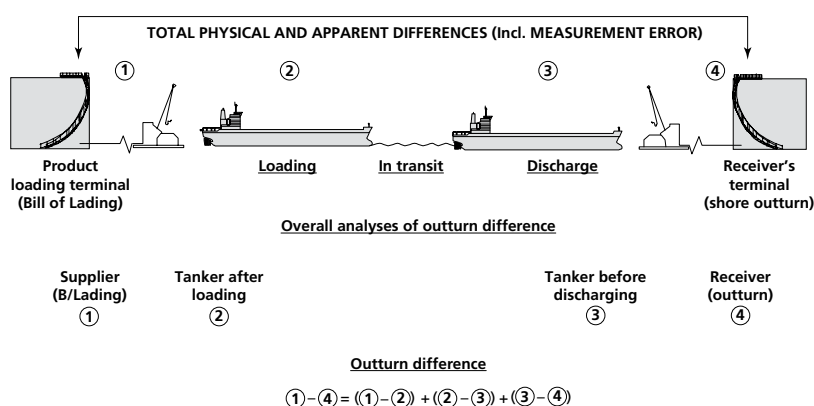 TOTAL PHYSICAL AND APPARENT DIFFERENCES (Incl. MEASUREMENT ERROR)
① ② ③ ④
Product
loading terminal
(Bill of Lading)
Loading
In transit
Discharge
Receiver's
terminal
(shore outturn)
Overall analyses of outturn difference
Supplier
(B/Lading)
①
Tanker after
loading
②
Tanker before
discharging
③
Receiver
(outturn)
④
Outturn difference
①–④ = (①–②) + (②–③) + (③–④)